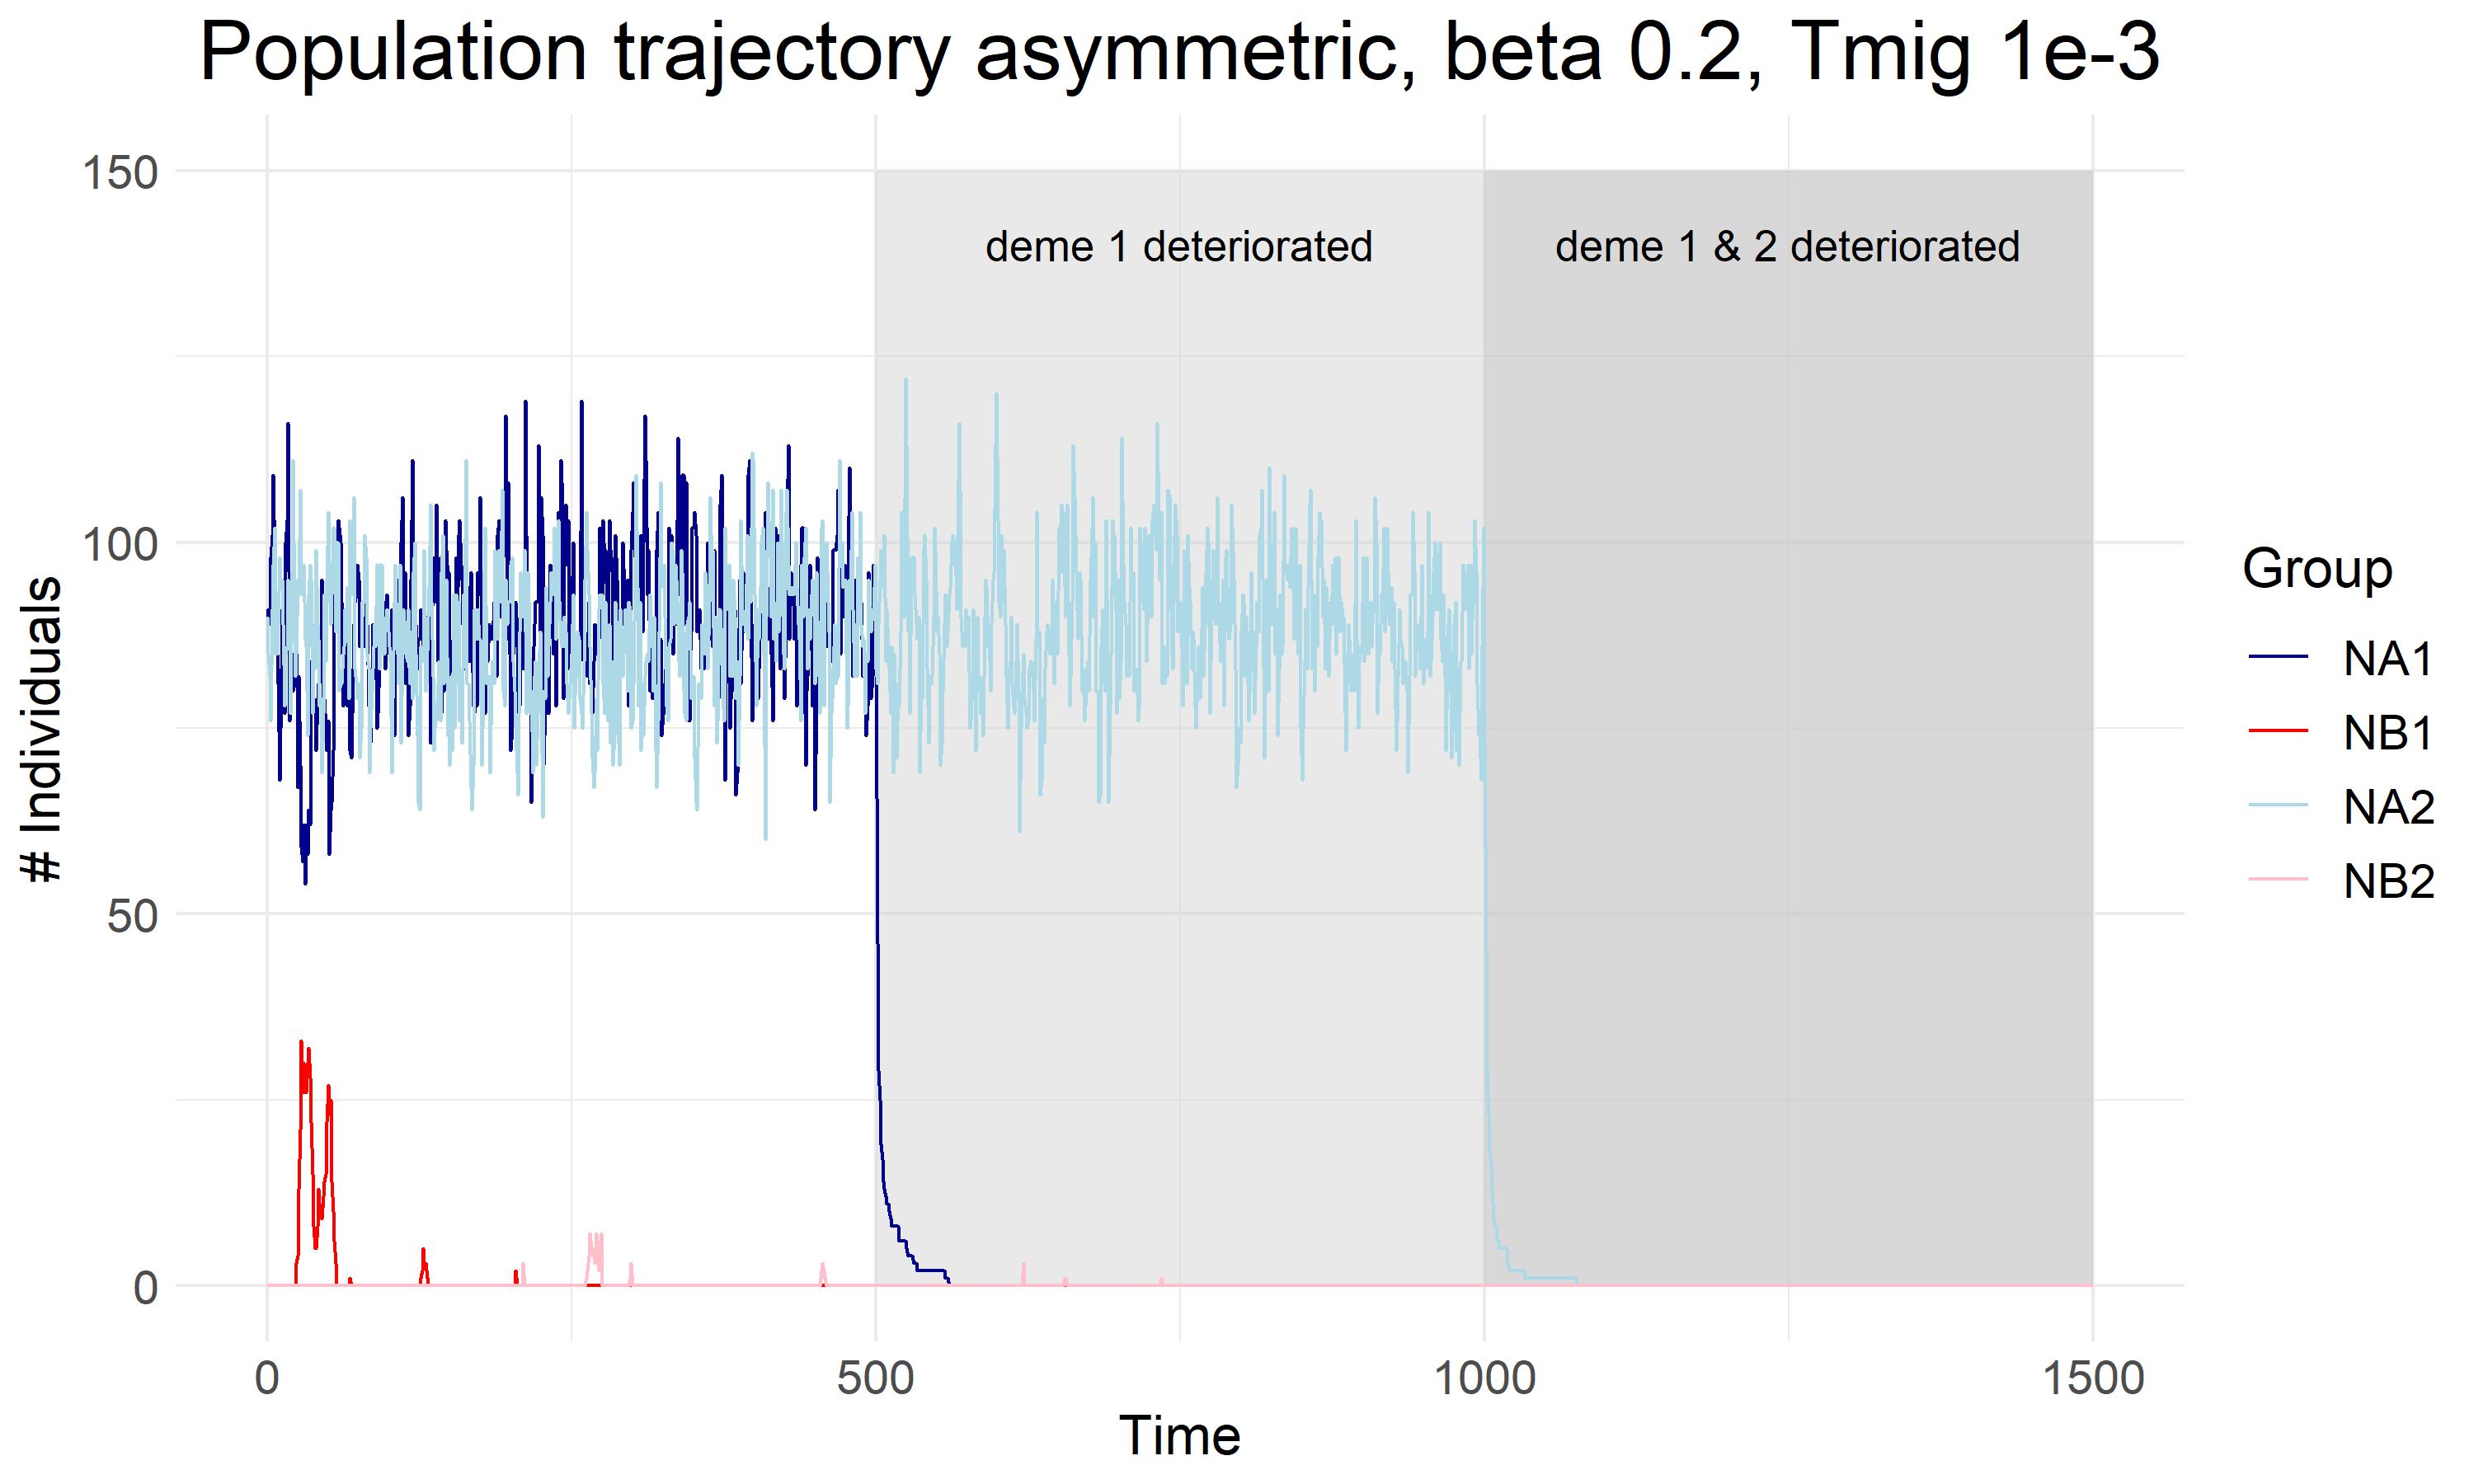 Population trajectory asymmetric, beta 0.2, Tmig 1e-3
150
100
50
0
# Individuals
deme 1 deteriorated
deme 1 & 2 deteriorated
0
500
1000
1500
Time
Group
NA1
NB1
NA2
NB2